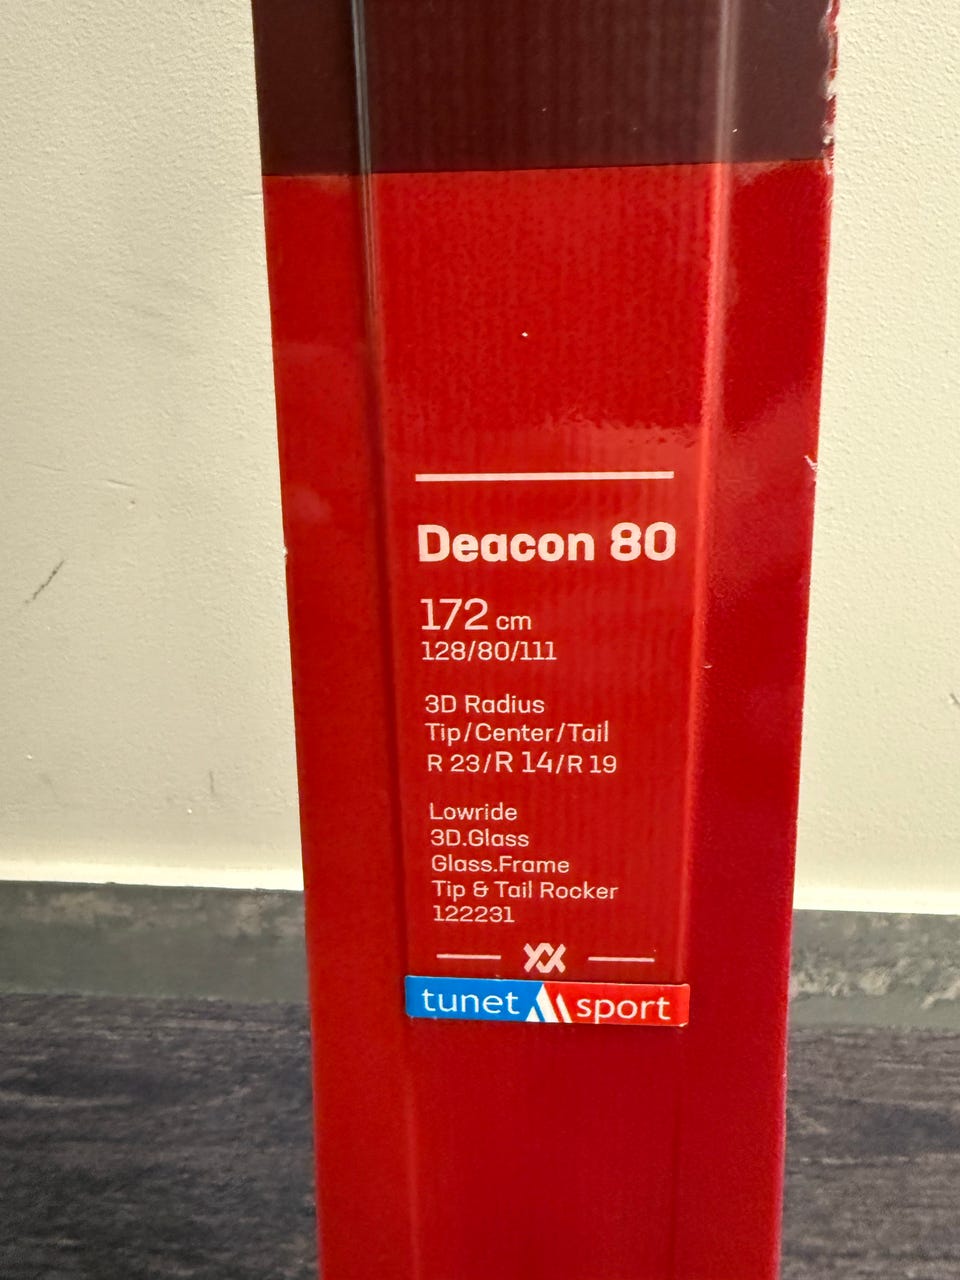 Deacon 80
172 cm
128/80/111
3D Radius
Tip/Center/Tail
R 23/R 14/R 19
Lowride
3D.Glass
Glass.Frame
Tip & Tail Rocker
122231
tunet sport